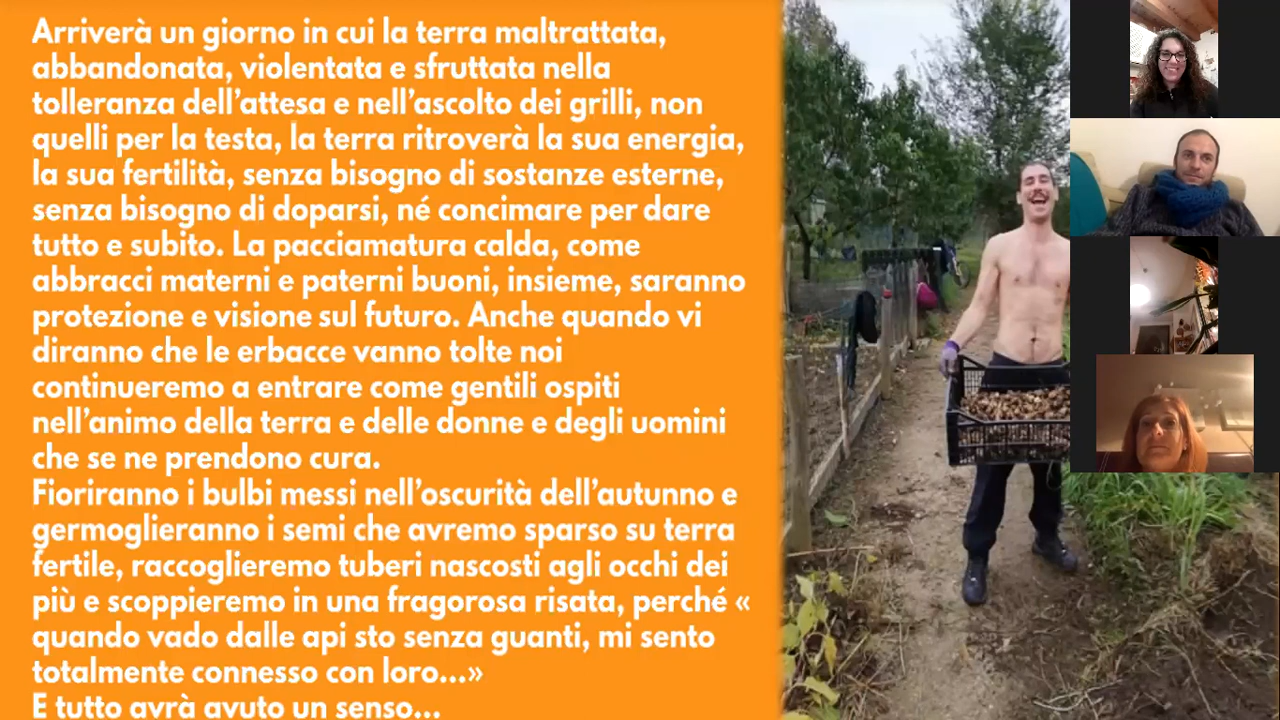 Arriverà un giorno in cui la terra maltrattata,
abbandonata, violentata e sfruttata nella
tolleranza dell'attesa e nell'ascolto dei grilli, non
quelli per la testa, la terra ritroverà la sua energia,
la sua fertilità, senza bisogno di sostanze esterne,
senza bisogno di doparsi, né concimare per dare
tutto e subito. La pacciamatura calda, come
abbracci materni e paterni buoni, insieme, saranno
protezione e visione sul futuro. Anche quando vi
diranno che le erbacce vanno tolte noi
continueremo a entrare come gentili ospiti
nell'animo della terra e delle donne e degli uomini
che se ne prendono cura.
Fioriranno i bulbi messi nell'oscurità dell'autunno e
germoglieranno i semi che avremo sparso su terra
fertile, raccoglieremo tuberi nascosti agli occhi dei
più e scoppieremo in una fragorosa risata, perché «
quando vado dalle api sto senza guanti, mi sento
totalmente connesso con loro...»
E tutto avrà avuto un senso...